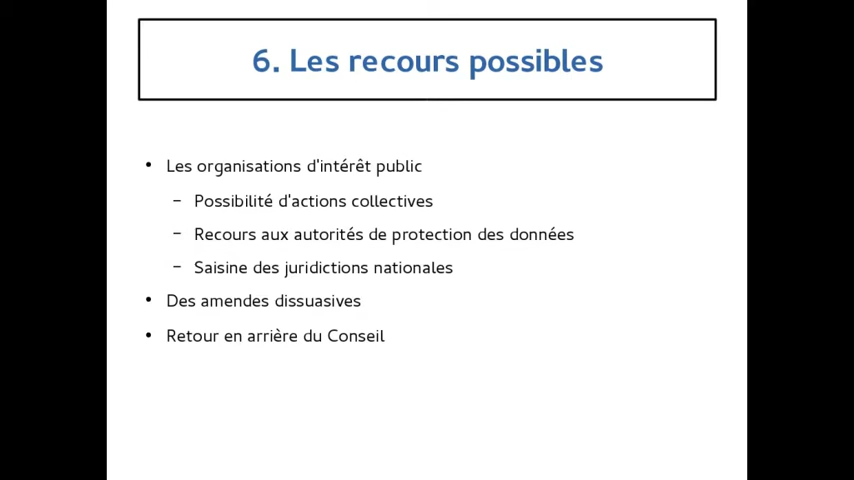 6. Les recours possibles
• Les organisations d'intérêt public
– Possibilité d'actions collectives
– Recours aux autorités de protection des données
– Saisine des juridictions nationales
• Des amendes dissuasives
• Retour en arrière du Conseil